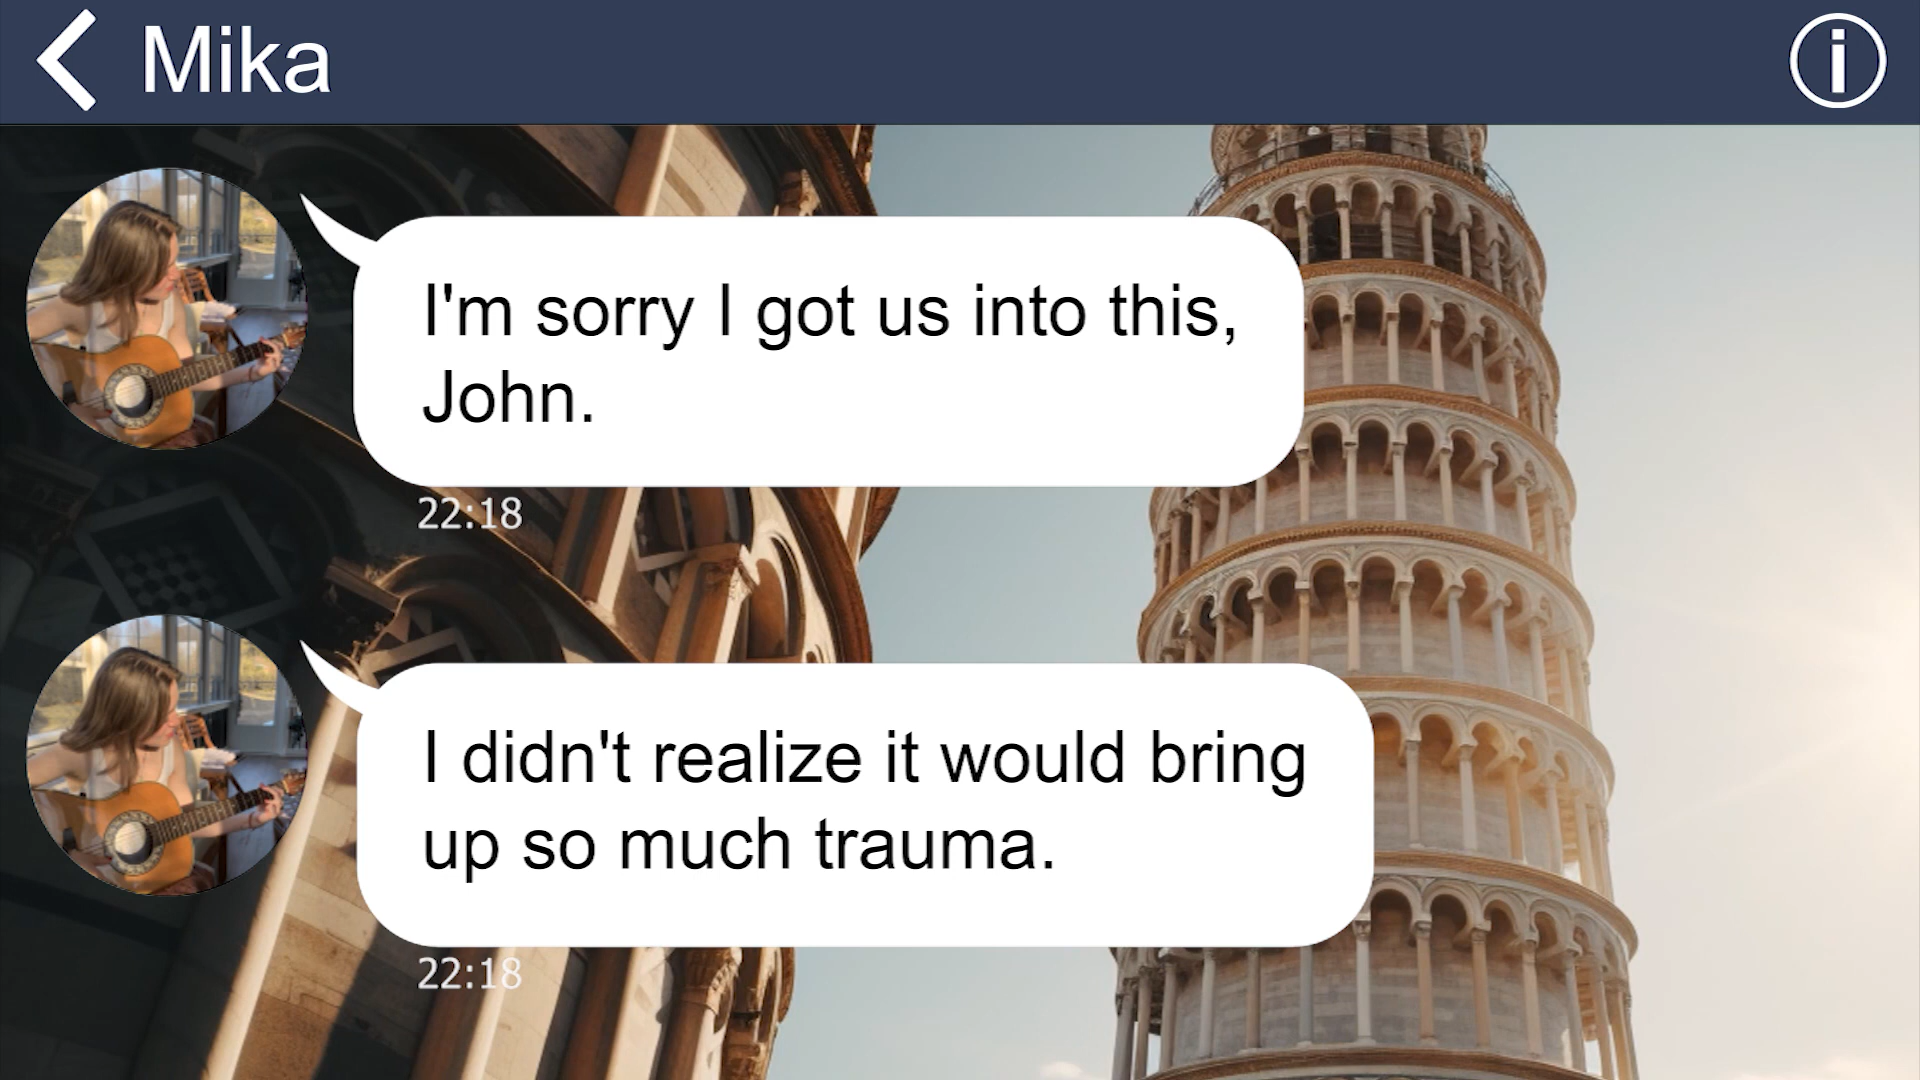 Mika
I'm sorry I got us into this,
John.
22:18
I didn't realize it would bring
up so much trauma.
22:18